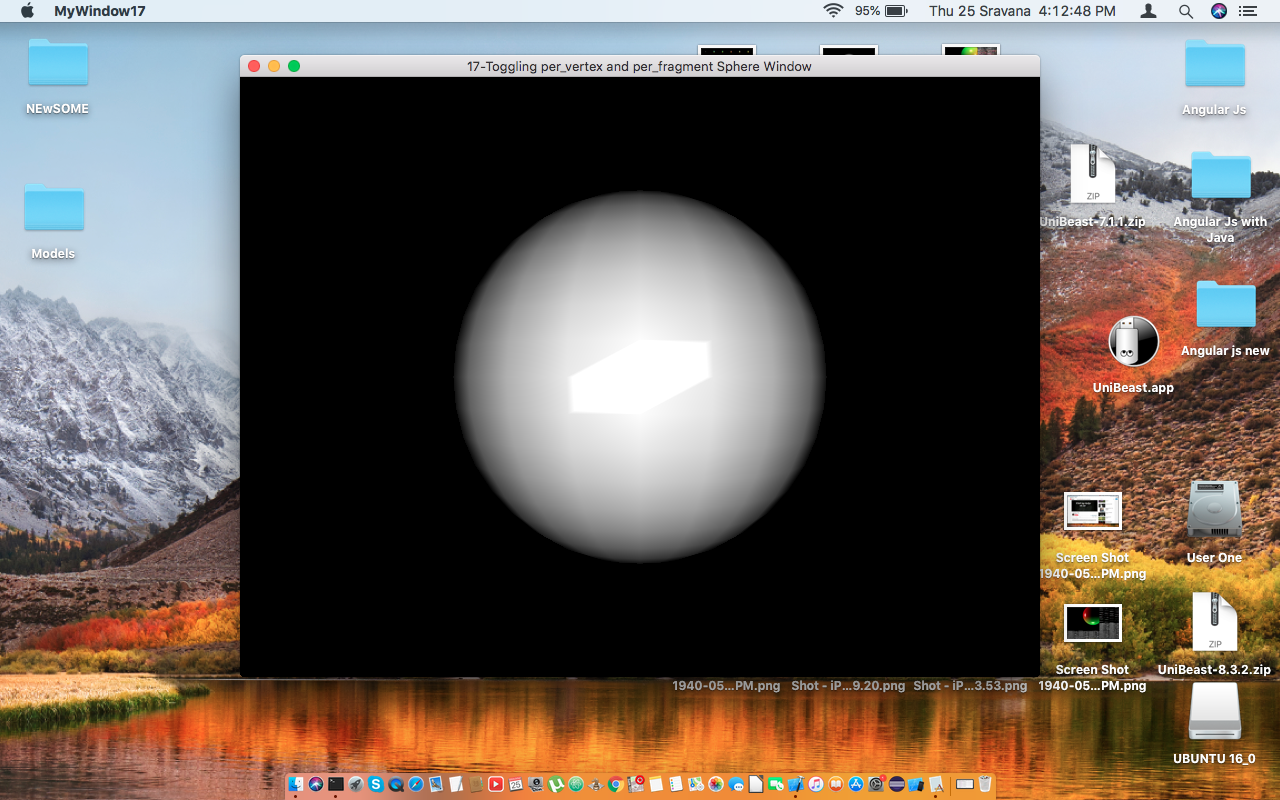 MyWindow17
95%
Thu 25 Sravana 4:12:48 PM
17-Toggling per_vertex and per_fragment Sphere Window
NEwSOME
Models
Angular Js
ZIP
UniBeast-7.1.1.zip
Angular Js with
Java
Angular js new
UniBeast.app
Screen Shot
1940-05...PM.png
User One
ZIP
Screen Shot
1940-05...PM.png
UniBeast-8.3.2.zip
1940-05...PM.png
Shot - iP...9.20.png
Shot - iP...3.53.png
UBUNTU 16_0